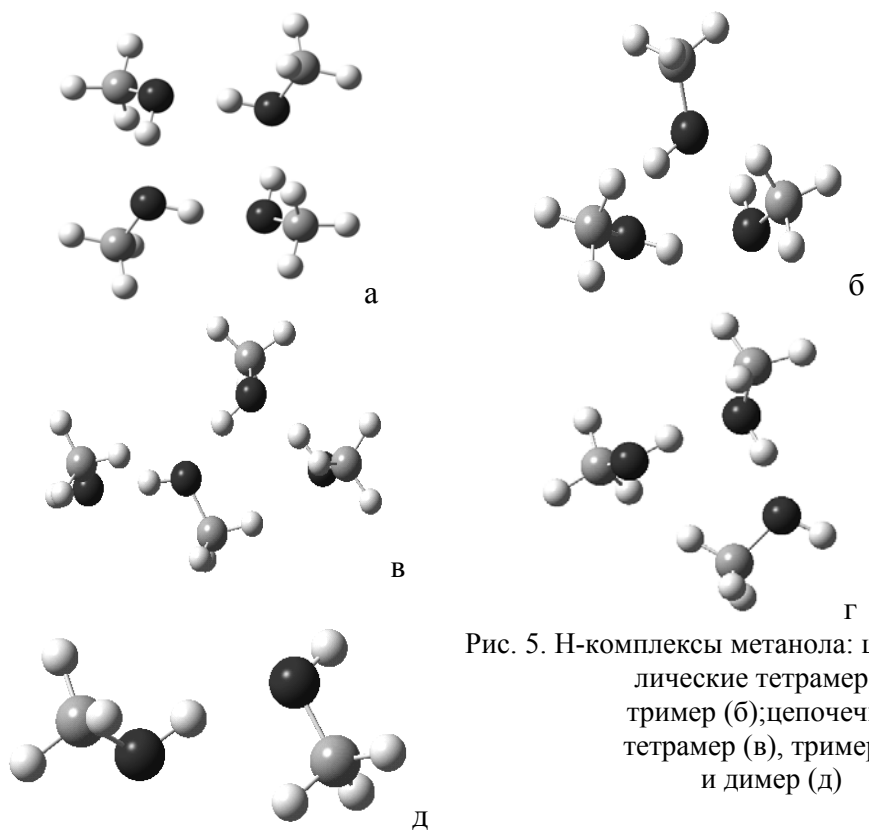 а
б
в
г
Рис. 5. Н-комплексы метанола:
лические тетрамер
тример (б);цепочеч
тетрамер (в), тример
и димер (д)
д